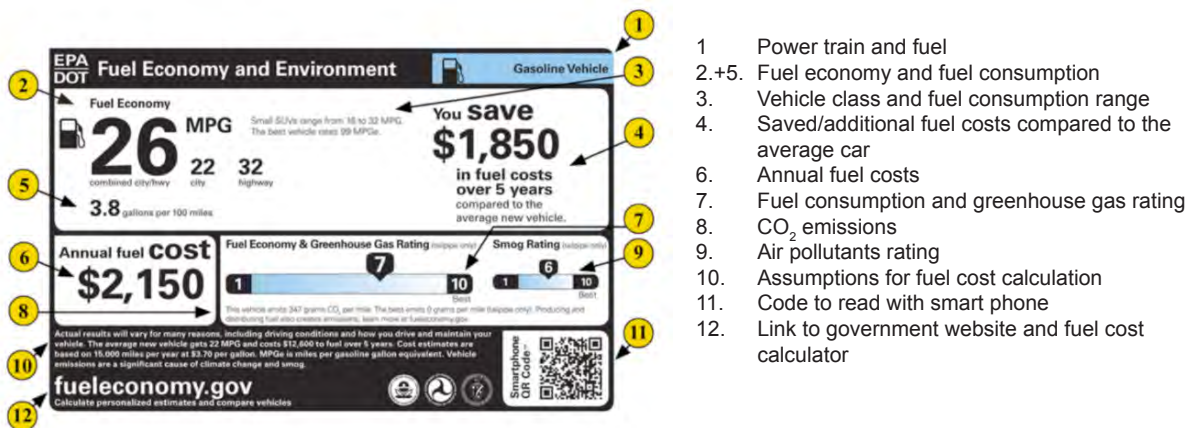 1
EPA
DOT
Fuel Economy and Environment
Gasoline Vehicle
2
3
Fuel Economy
26
MPG
Small SUVs range from 16 to 32 MPG.
The best vehicle rates 99 MPGe.
22
32
combined city/hwy
city
highway
You save
$1,850
4
in fuel costs
over 5 years
compared to the
average new vehicle.
5
3.8 gallons per 100 miles
7
Annual fuel cost
$2,150
6
Fuel Economy & Greenhouse Gas Rating (tailpipe only)
7
1
10
Best
Smog Rating (tailpipe only)
6
1
10
Best
9
8
This vehicle emits 347 grams CO2 per mile. The best emits 0 grams per mile (tailpipe only). Producing and
distributing fuel also creates emissions; learn more at fueleconomy.gov.
Actual results will vary for many reasons, including driving conditions and how you drive and maintain your
vehicle. The average new vehicle gets 22 MPG and costs $12,600 to fuel over 5 years. Cost estimates are
based on 15,000 miles per year at $3.70 per gallon. MPGe is miles per gasoline gallon equivalent. Vehicle
emissions are a significant cause of climate change and smog.
10
11
fueleconomy.gov
Calculate personalized estimates and compare vehicles
12
Smartphone
QR Code™
1 Power train and fuel
2.+5. Fuel economy and fuel consumption
3. Vehicle class and fuel consumption range
4. Saved/additional fuel costs compared to the
average car
6. Annual fuel costs
7. Fuel consumption and greenhouse gas rating
8. CO2 emissions
9. Air pollutants rating
10. Assumptions for fuel cost calculation
11. Code to read with smart phone
12. Link to government website and fuel cost
calculator